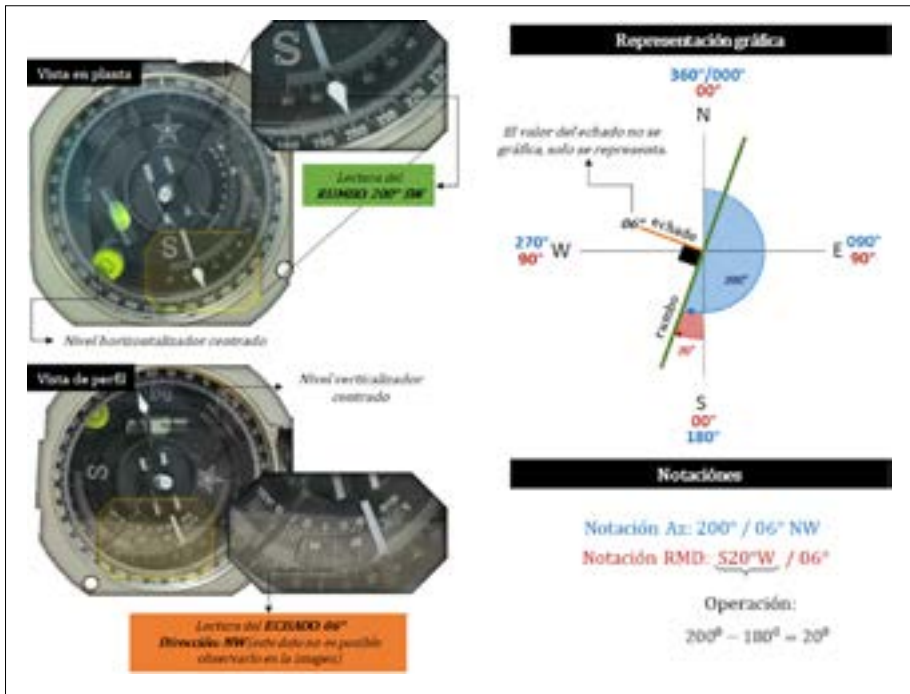 Vista en planta
S
Lectura del
RUMBO: 200° SW
S
Nivel horizontalizador centrado
Vista de perfil
Nivel verticalizador
centrado
S
Lectura del ECHADO 06°
Dirección: NW (este dato no es posible
observarlo en la imagen)
Representación gráfica
360°/000°
00°
N
El valor del echado no se
gráfica, solo se representa.
06° echado
270°
90°
W
E
090°
90°
200°
rumbo
20°
S
00°
180°
Notaciónes
Notación Az: 200° / 06° NW
Notación RMD: S20°W / 06°
Operación:
200° − 180° = 20°